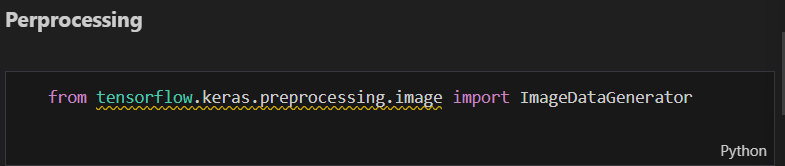 Perprocessing
from tensorflow.keras.preprocessing.image import ImageDataGenerator
Python